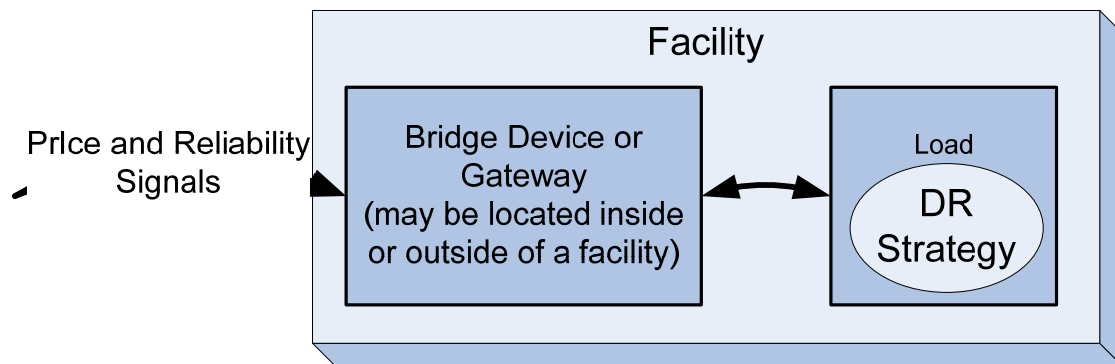 Facility
PrIce and Reliability
Signals
Bridge Device or
Gateway
(may be located inside
or outside of a facility)
Load
DR
Strategy